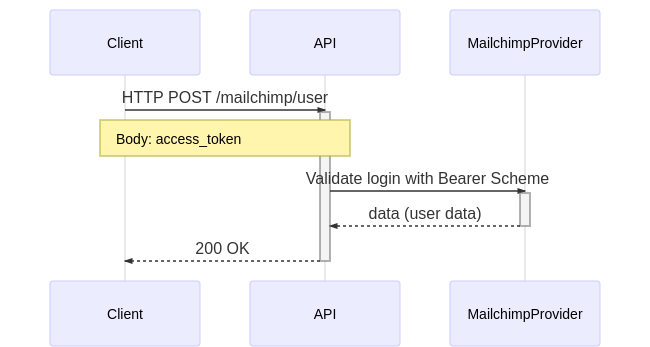 Client
API
MailchimpProvider
HTTP POST /mailchimp/user
Body: access_token
Validate login with Bearer Scheme
data (user data)
200 OK
Client
API
MailchimpProvider